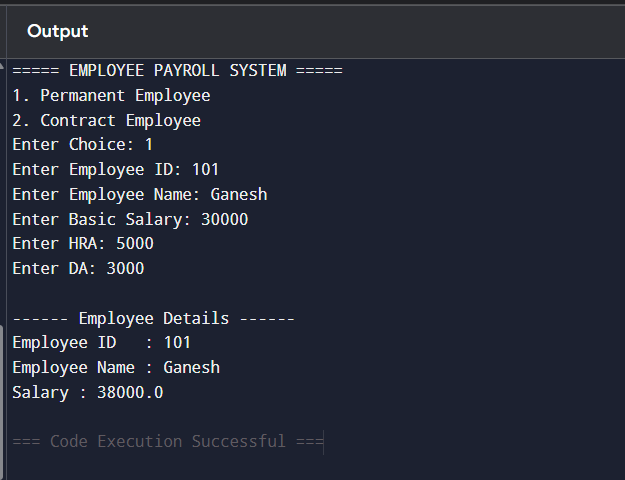 Output
===== EMPLOYEE PAYROLL SYSTEM =====
1. Permanent Employee
2. Contract Employee
Enter Choice: 1
Enter Employee ID: 101
Enter Employee Name: Ganesh
Enter Basic Salary: 30000
Enter HRA: 5000
Enter DA: 3000
------ Employee Details ------
Employee ID   : 101
Employee Name : Ganesh
Salary : 38000.0
=== Code Execution Successful ===